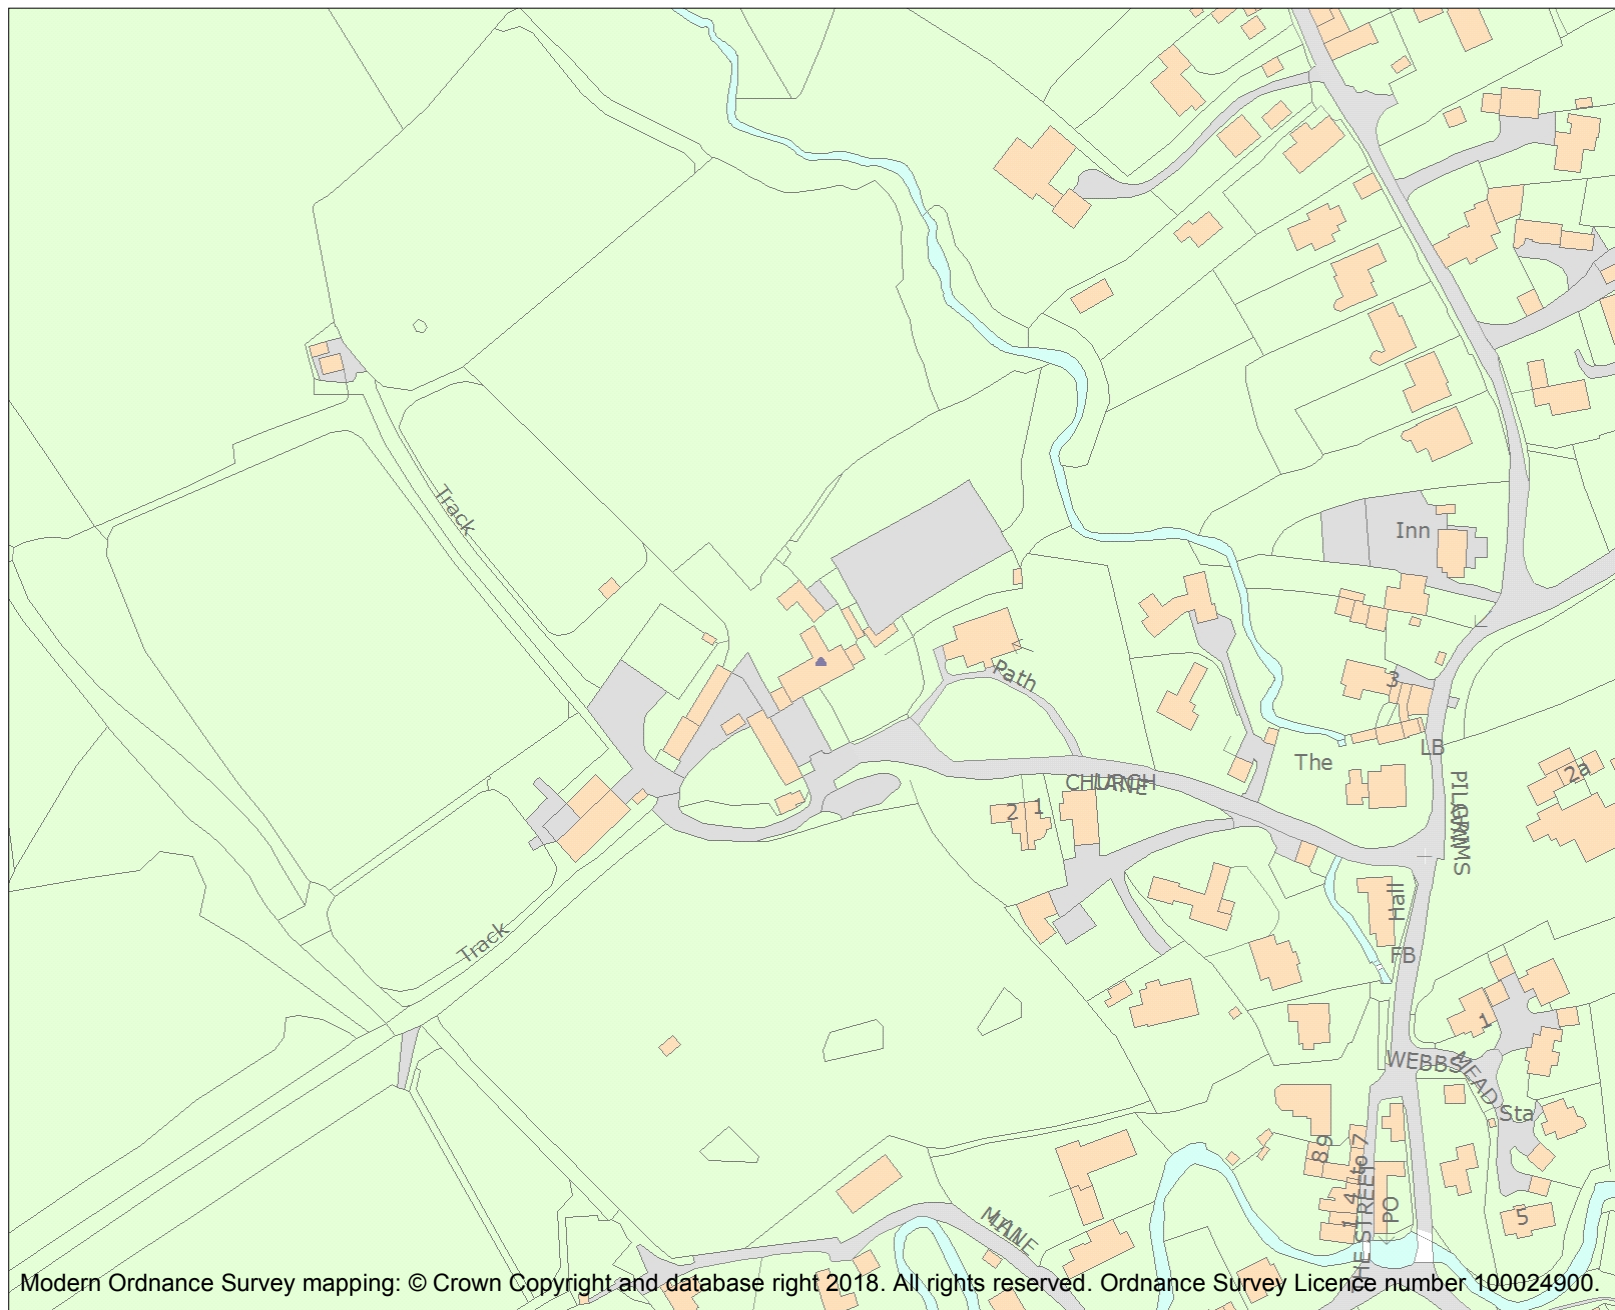 Track
Inn
Path
3
LB
The
CHURCH
LANE
2
1
2a
PILGRIMS
Hall
Track
FB
1
WEBBS
MEAD
Sta
8 9
1 4 to 7
THE STREET
PO
5
MILL
LANE
Modern Ordnance Survey mapping: © Crown Copyright and database right 2018. All rights reserved. Ordnance Survey Licence number 100024900.